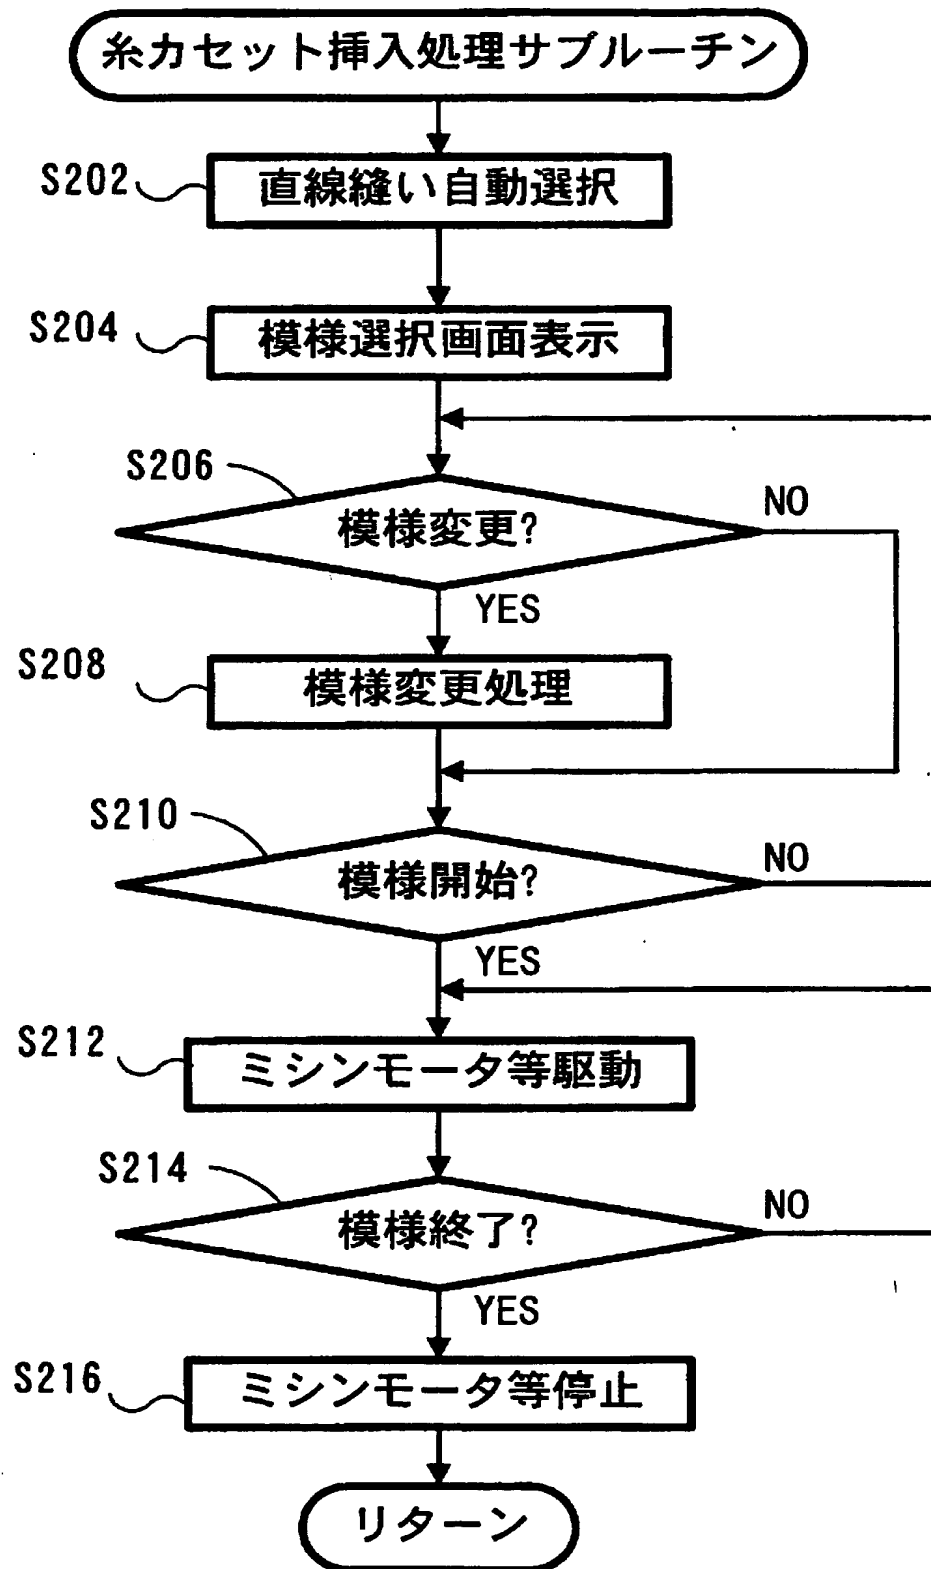 糸カセット挿入処理サブルーチン
S202
直線縫い自動選択
S204
模様選択画面表示
S206
模様変更?
NO
YES
S208
模様変更処理
S210
模様開始?
NO
YES
S212
ミシンモータ等駆動
S214
模様終了?
NO
YES
S216
ミシンモータ等停止
リターン